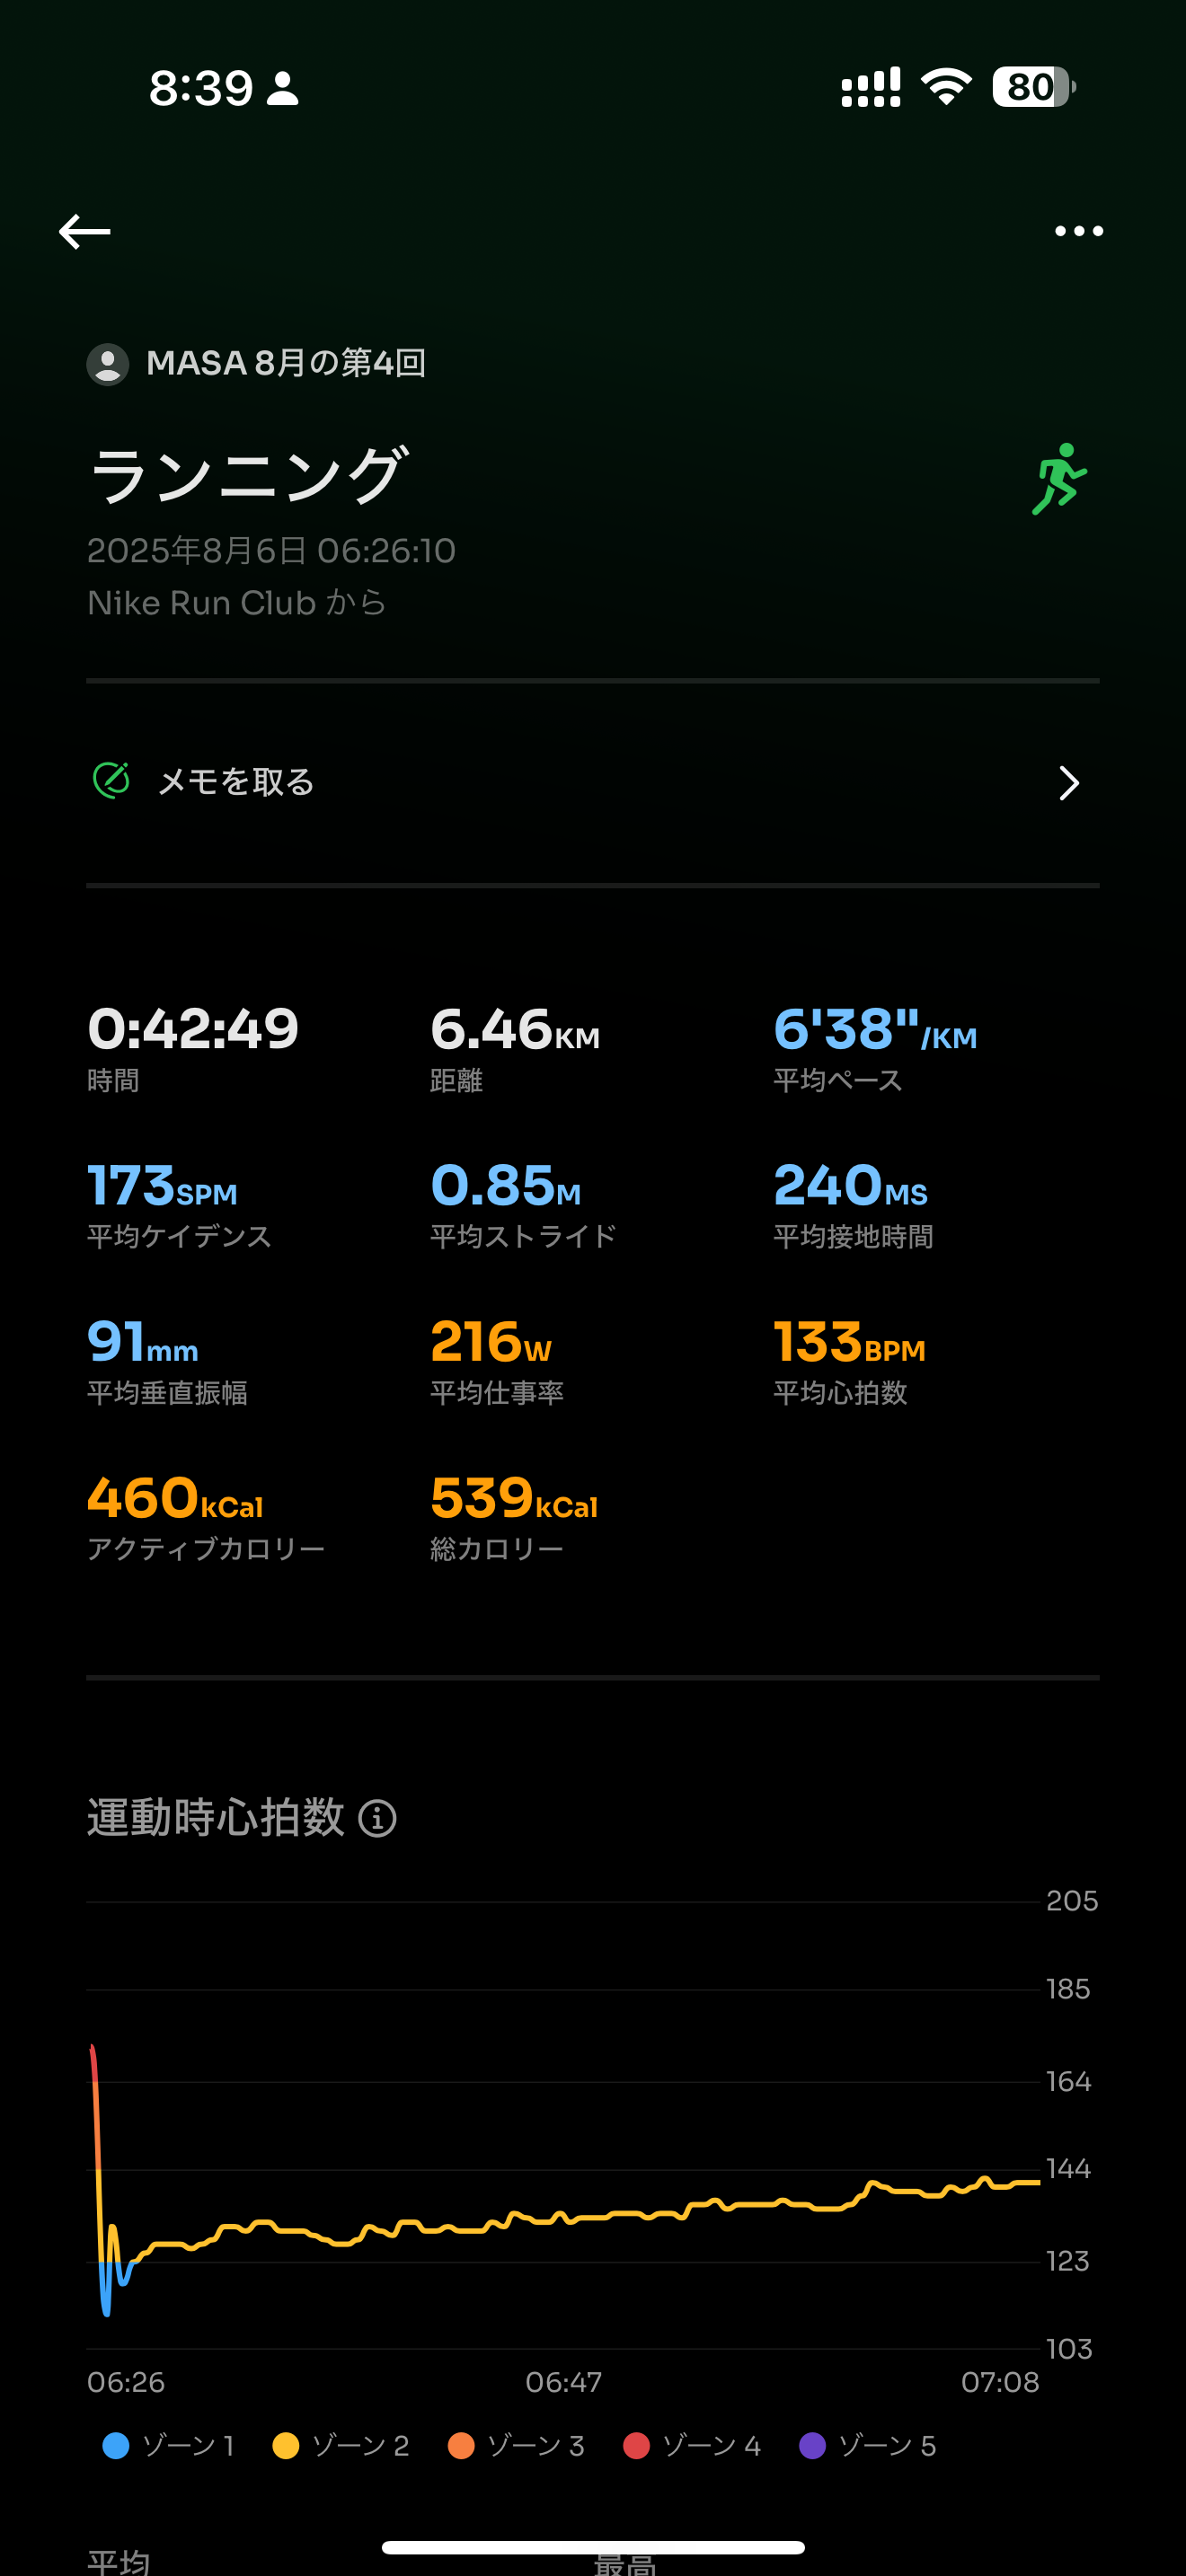 8:39
80
MASA 8月の第4回
ランニング
2025年8月6日 06:26:10
Nike Run Club から
メモを取る
0:42:49 6.46KM 6'38"/KM
時間 距離 平均ペース
173SPM 0.85M 240MS
平均ケイデンス 平均ストライド 平均接地時間
91mm 216W 133BPM
平均垂直振幅 平均仕事率 平均心拍数
460kCal 539kCal
アクティブカロリー 総カロリー
運動時心拍数
205
185
164
144
123
103
06:26 06:47 07:08
ゾーン 1 ゾーン 2 ゾーン 3 ゾーン 4 ゾーン 5
平均 最高